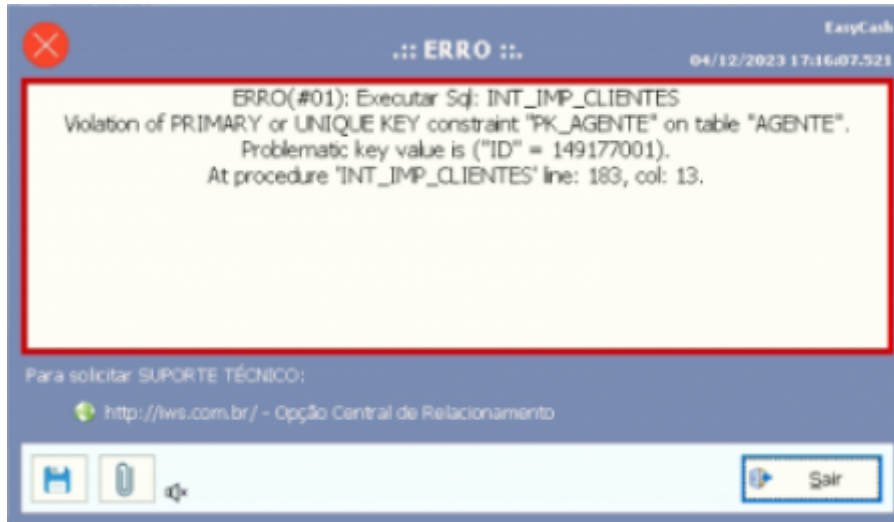 EasyCash
.:: ERRO ::.
04/12/2023 17:16:07.521
ERRO(#01): Executar Sql: INT_IMP_CLIENTES
Violation of PRIMARY or UNIQUE KEY constraint "PK_AGENTE" on table "AGENTE".
Problematic key value is ("ID" = 149177001).
At procedure 'INT_IMP_CLIENTES' line: 183, col: 13.
Para solicitar SUPORTE TÉCNICO:
http://iws.com.br/ - Opção Central de Relacionamento
Sair